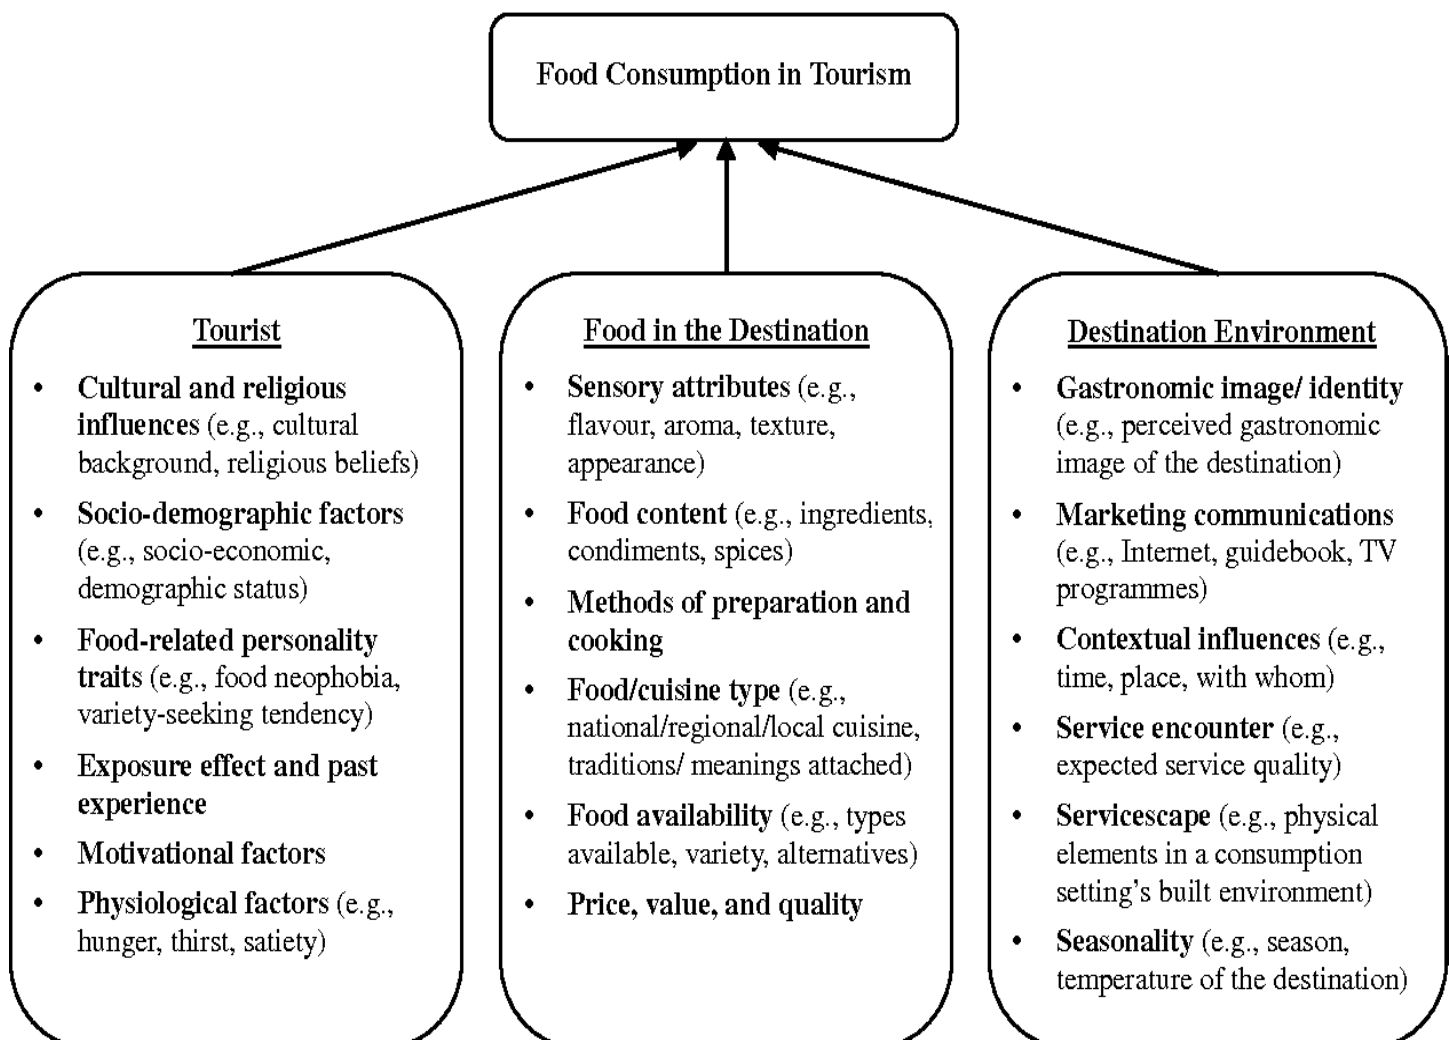 Food Consumption in Tourism
Tourist
• Cultural and religious
influences (e.g., cultural
background, religious beliefs)
• Socio-demographic factors
(e.g., socio-economic,
demographic status)
• Food-related personality
traits (e.g., food neophobia,
variety-seeking tendency)
• Exposure effect and past
experience
• Motivational factors
• Physiological factors (e.g.,
hunger, thirst, satiety)
Food in the Destination
• Sensory attributes (e.g.,
flavour, aroma, texture,
appearance)
• Food content (e.g., ingredients,
condiments, spices)
• Methods of preparation and
cooking
• Food/cuisine type (e.g.,
national/regional/local cuisine,
traditions/ meanings attached)
• Food availability (e.g., types
available, variety, alternatives)
• Price, value, and quality
Destination Environment
• Gastronomic image/ identity
(e.g., perceived gastronomic
image of the destination)
• Marketing communications
(e.g., Internet, guidebook, TV
programmes)
• Contextual influences (e.g.,
time, place, with whom)
• Service encounter (e.g.,
expected service quality)
• Servicescape (e.g., physical
elements in a consumption
setting’s built environment)
• Seasonality (e.g., season,
temperature of the destination)